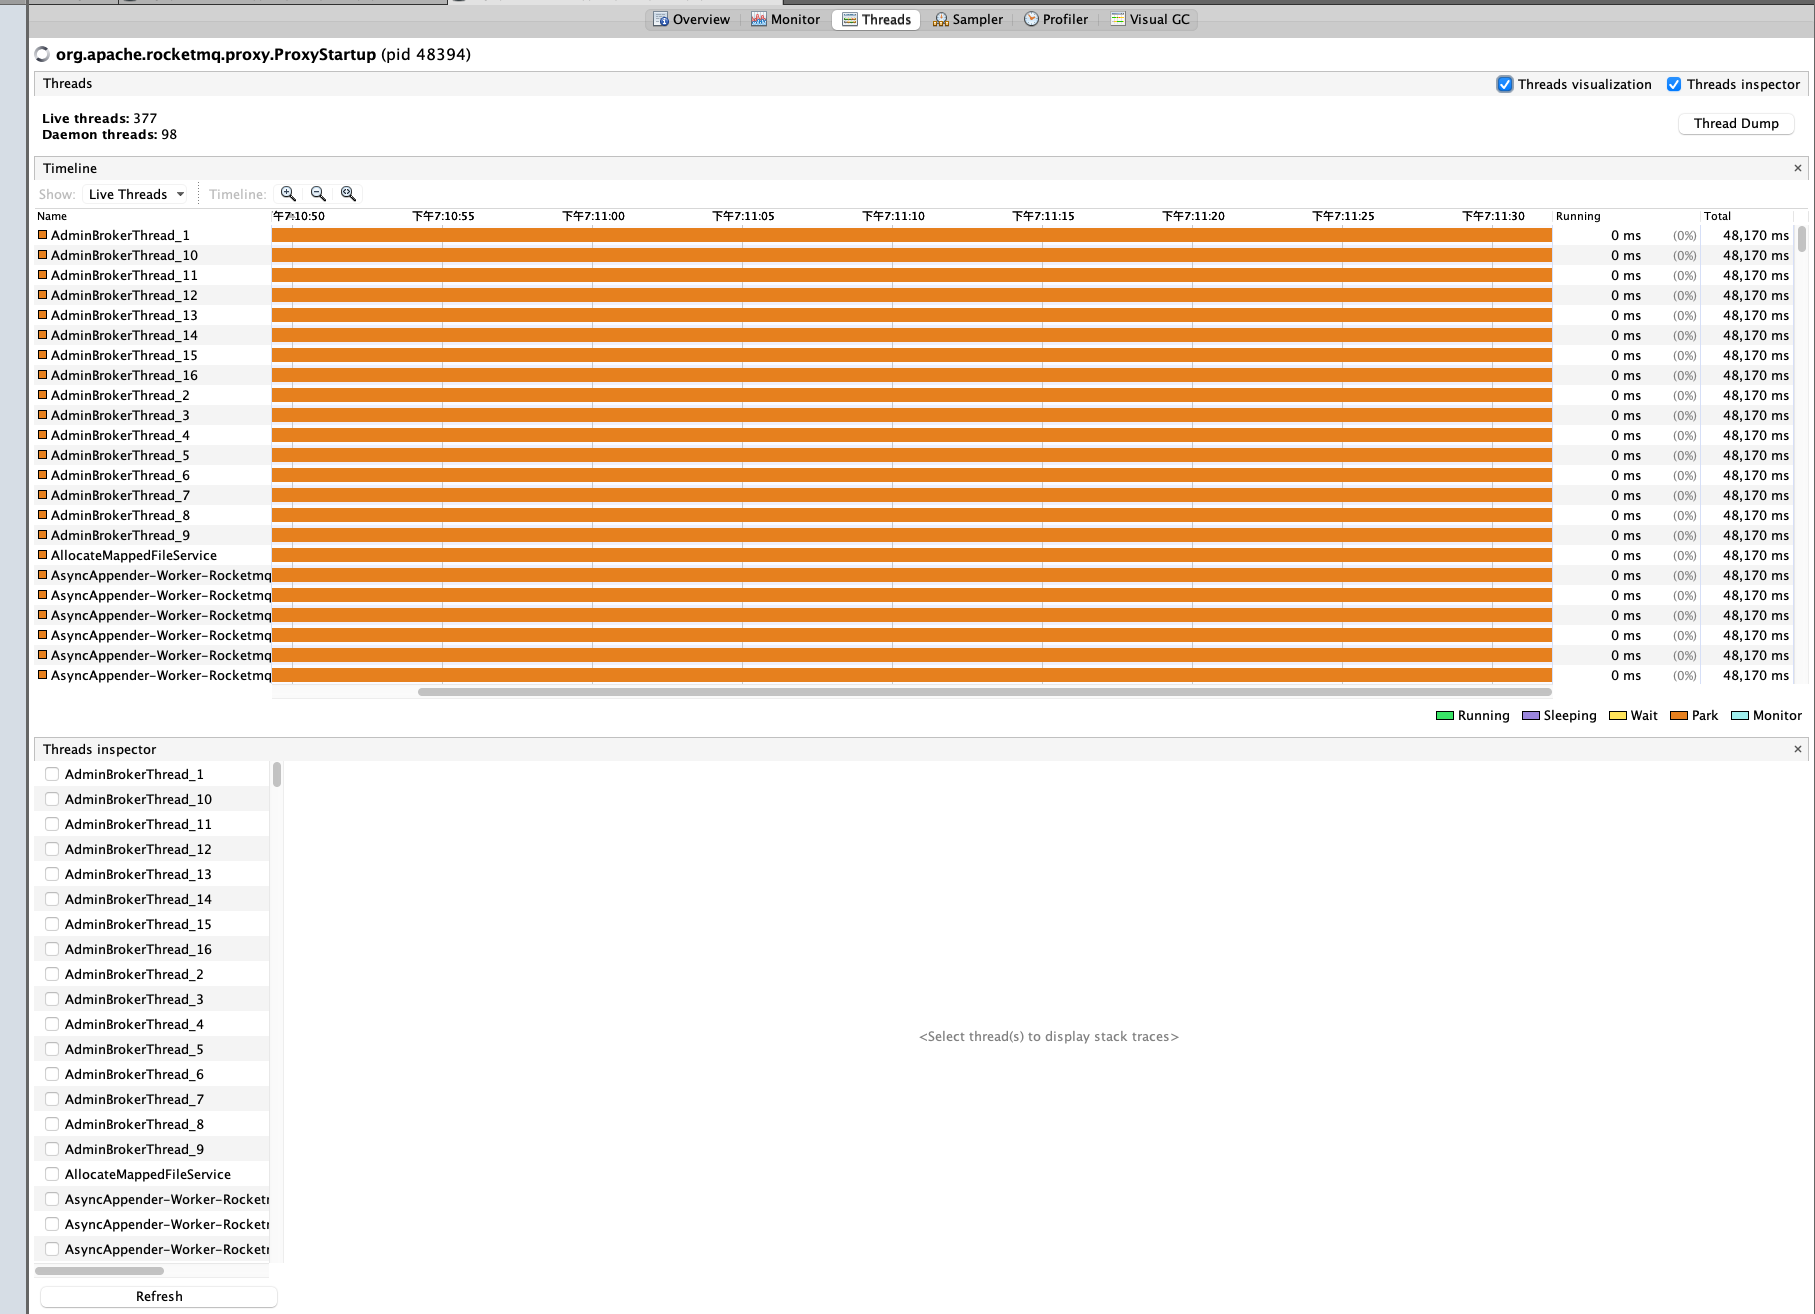 Overview Monitor Threads Sampler Profiler Visual GC
org.apache.rocketmq.proxy.ProxyStartup (pid 48394)
Threads Threads visualization Threads inspector
Live threads: 377
Daemon threads: 98
Thread Dump
Timeline
Show: Live Threads Timeline:
Name 午7:10:50 下午7:10:55 下午7:11:00 下午7:11:05 下午7:11:10 下午7:11:15 下午7:11:20 下午7:11:25 下午7:11:30 Running Total
AdminBrokerThread_1 0 ms (0%) 48,170 ms
AdminBrokerThread_10 0 ms (0%) 48,170 ms
AdminBrokerThread_11 0 ms (0%) 48,170 ms
AdminBrokerThread_12 0 ms (0%) 48,170 ms
AdminBrokerThread_13 0 ms (0%) 48,170 ms
AdminBrokerThread_14 0 ms (0%) 48,170 ms
AdminBrokerThread_15 0 ms (0%) 48,170 ms
AdminBrokerThread_16 0 ms (0%) 48,170 ms
AdminBrokerThread_2 0 ms (0%) 48,170 ms
AdminBrokerThread_3 0 ms (0%) 48,170 ms
AdminBrokerThread_4 0 ms (0%) 48,170 ms
AdminBrokerThread_5 0 ms (0%) 48,170 ms
AdminBrokerThread_6 0 ms (0%) 48,170 ms
AdminBrokerThread_7 0 ms (0%) 48,170 ms
AdminBrokerThread_8 0 ms (0%) 48,170 ms
AdminBrokerThread_9 0 ms (0%) 48,170 ms
AllocateMappedFileService 0 ms (0%) 48,170 ms
AsyncAppender-Worker-Rocketmq 0 ms (0%) 48,170 ms
AsyncAppender-Worker-Rocketmq 0 ms (0%) 48,170 ms
AsyncAppender-Worker-Rocketmq 0 ms (0%) 48,170 ms
AsyncAppender-Worker-Rocketmq 0 ms (0%) 48,170 ms
AsyncAppender-Worker-Rocketmq 0 ms (0%) 48,170 ms
AsyncAppender-Worker-Rocketmq 0 ms (0%) 48,170 ms
Running Sleeping Wait Park Monitor
Threads inspector
AdminBrokerThread_1
AdminBrokerThread_10
AdminBrokerThread_11
AdminBrokerThread_12
AdminBrokerThread_13
AdminBrokerThread_14
AdminBrokerThread_15
AdminBrokerThread_16
AdminBrokerThread_2
AdminBrokerThread_3
AdminBrokerThread_4
AdminBrokerThread_5
AdminBrokerThread_6
AdminBrokerThread_7
AdminBrokerThread_8
AdminBrokerThread_9
AllocateMappedFileService
AsyncAppender-Worker-Rocket
AsyncAppender-Worker-Rocket
AsyncAppender-Worker-Rocket
<Select thread(s) to display stack traces>
Refresh